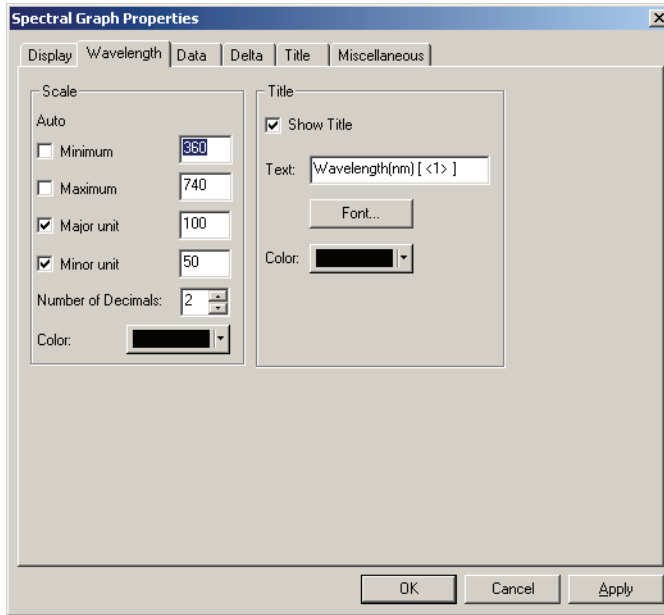 Spectral Graph Properties
Display Wavelength Data Delta Title Miscellaneous
Scale
Auto
Minimum 360
Maximum 740
Major unit 100
Minor unit 50
Number of Decimals: 2
Color:
Title
Show Title
Text: Wavelength(nm) [ <1> ]
Font...
Color:
OK Cancel Apply